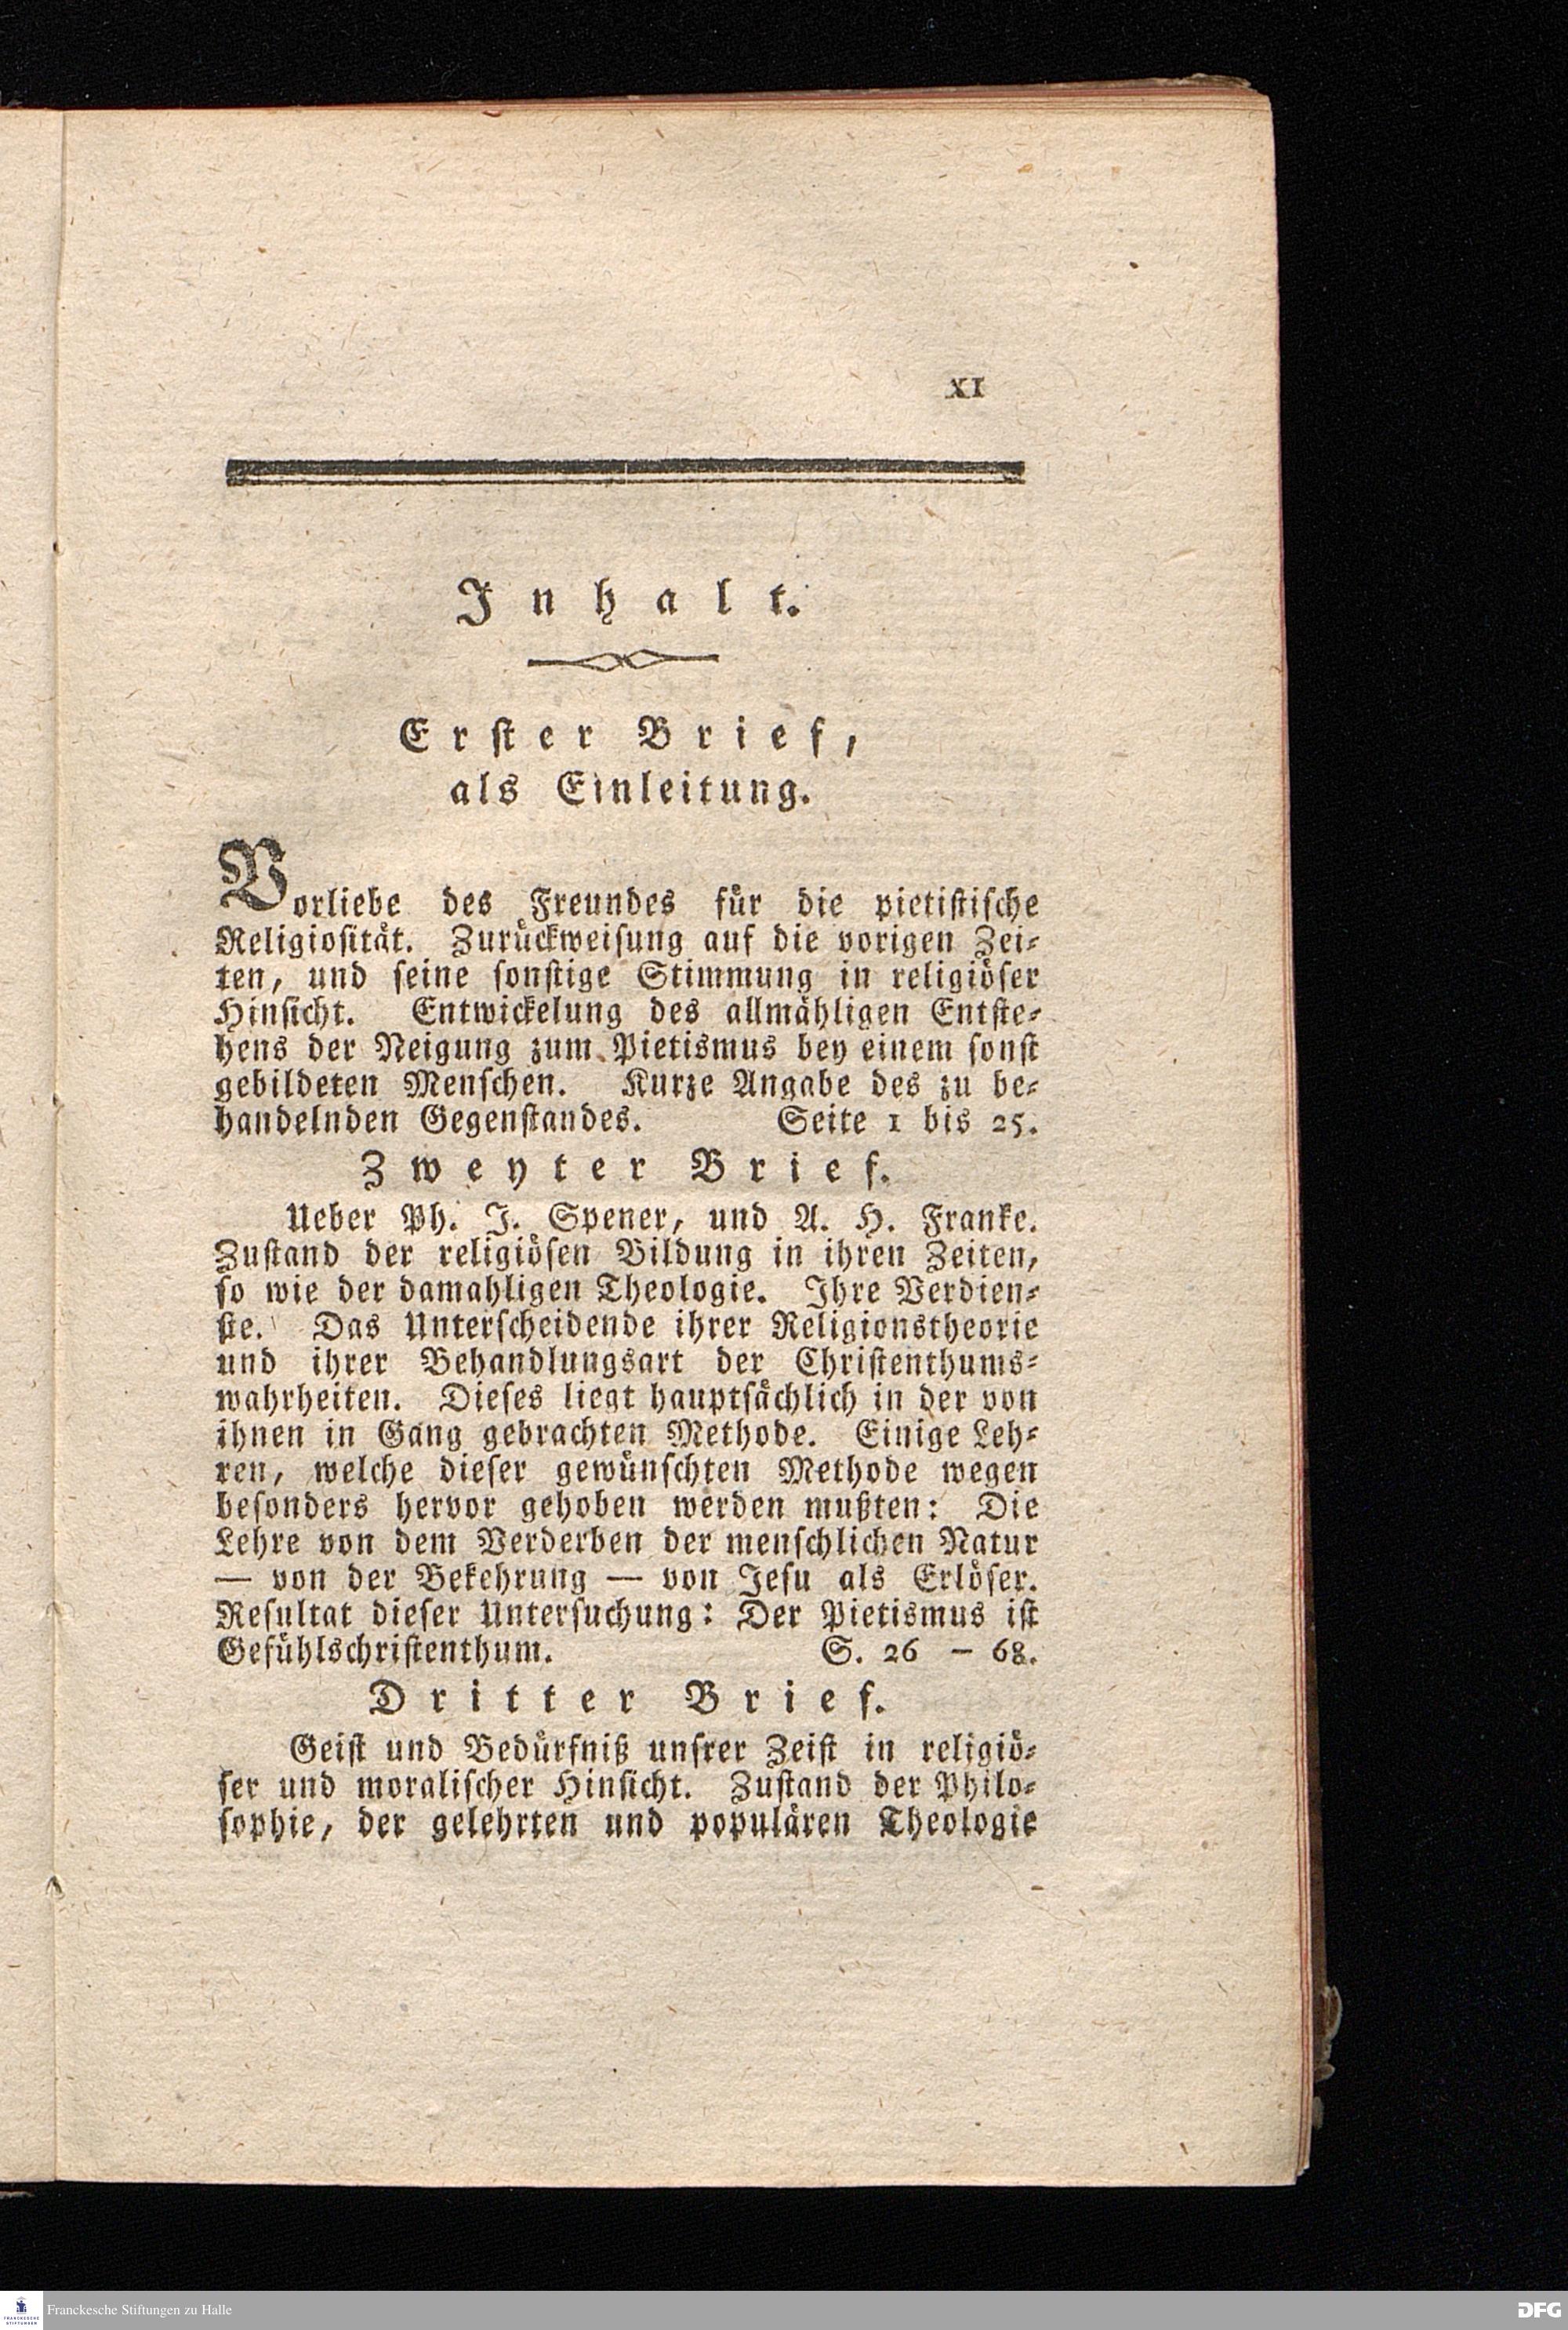 XI
Inhalt.
Erster Brief,
als Einleitung.
Vorliebe des Freundes für die pietistische
Religiosität. Zurückweisung auf die vorigen Zei-
ten, und seine sonstige Stimmung in religiöser
Hinsicht. Entwickelung des allmähligen Entste-
hens der Neigung zum Pietismus bey einem sonst
gebildeten Menschen. Kurze Angabe des zu be-
handelnden Gegenstandes. Seite 1 bis 25.
Zweyter Brief.
Ueber Ph. J. Spener, und A. H. Franke.
Zustand der religiösen Bildung in ihren Zeiten,
so wie der damahligen Theologie. Ihre Verdien-
ste. Das Unterscheidende ihrer Religionstheorie
und ihrer Behandlungsart der Christenthums-
wahrheiten. Dieses liegt hauptsächlich in der von
ihnen in Gang gebrachten Methode. Einige Leh-
ren, welche dieser gewünschten Methode wegen
besonders hervor gehoben werden mußten: Die
Lehre von dem Verderben der menschlichen Natur
— von der Bekehrung — von Jesu als Erlöser.
Resultat dieser Untersuchung: Der Pietismus ist
Gefühlschristenthum. S. 26 – 68.
Dritter Brief.
Geist und Bedürfniß unsrer Zeist in religiö-
ser und moralischer Hinsicht. Zustand der Philo-
sophie, der gelehrten und populären Theologie
FRANCKESCHE
STIFTUNGEN
Franckesche Stiftungen zu Halle
DFG